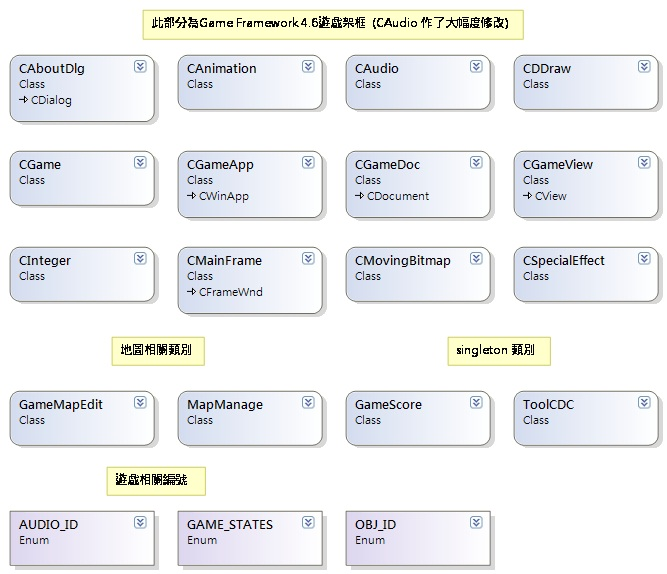 此部分為Game Framework 4.6遊戲架框 (CAudio 作了大幅度修改)
CAboutDlg
Class
CDialog
CAnimation
Class
CAudio
Class
CDDraw
Class
CGame
Class
CGameApp
Class
CWinApp
CGameDoc
Class
CDocument
CGameView
Class
CView
CInteger
Class
CMainFrame
Class
CFrameWnd
CMovingBitmap
Class
CSpecialEffect
Class
地圖相關類別
singleton 類別
GameMapEdit
Class
MapManage
Class
GameScore
Class
ToolCDC
Class
遊戲相關編號
AUDIO_ID
Enum
GAME_STATES
Enum
OBJ_ID
Enum